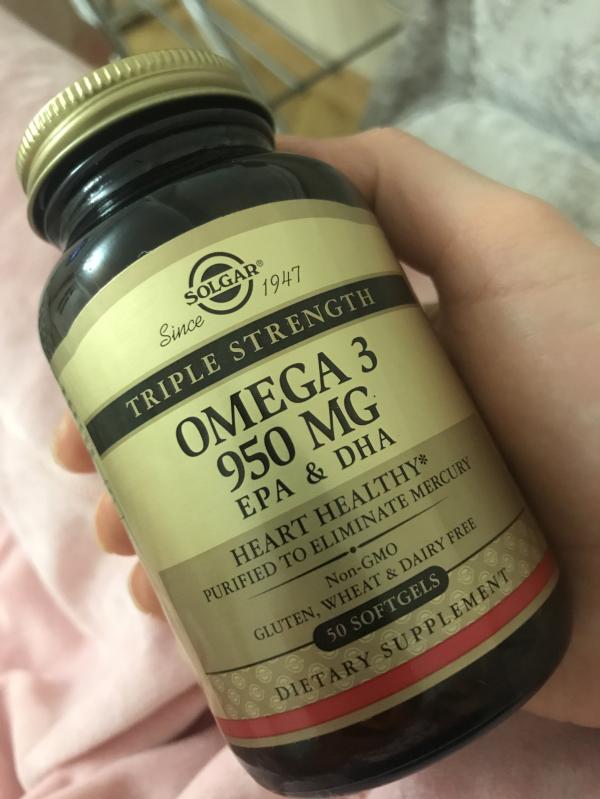 SOLGAR®
Since 1947
TRIPLE STRENGTH
OMEGA 3
950 MG
EPA & DHA
HEART HEALTHY*
PURIFIED TO ELIMINATE MERCURY
Non-GMO
GLUTEN, WHEAT & DAIRY FREE
50 SOFTGELS
DIETARY SUPPLEMENT